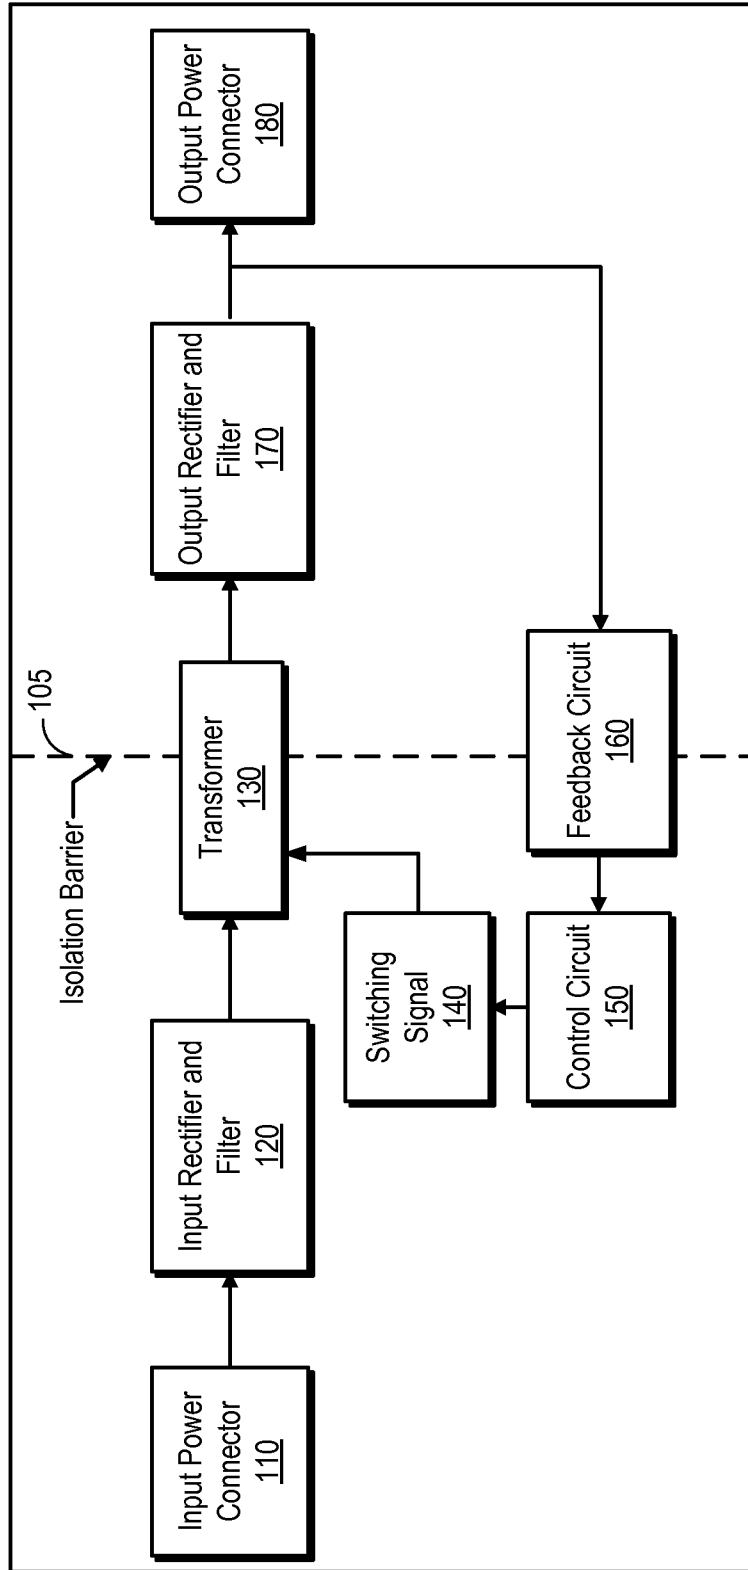 Isolation Barrier
105
Input Power
Connector
110
Input Rectifier and
Filter
120
Transformer
130
Output Rectifier and
Filter
170
Output Power
Connector
180
Switching
Signal
140
Control Circuit
150
Feedback Circuit
160